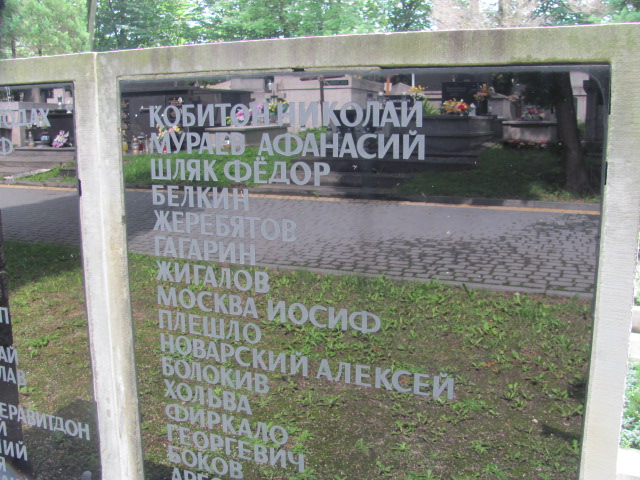 КОБИТОН НИКОЛАЙ
МУРАЕВ АФАНАСИЙ
ШЛЯК ФЁДОР
БЕЛКИН
ЖЕРЕБЯТОВ
ГАГАРИН
ЖИГАЛОВ
МОСКВА ИОСИФ
ПЛЕШЛО
НОВАРСКИЙ АЛЕКСЕЙ
БОЛОКИВ
ХОЛЬВА
ФИРКАЛО
ГЕОРГЕВИЧ
БОКОВ